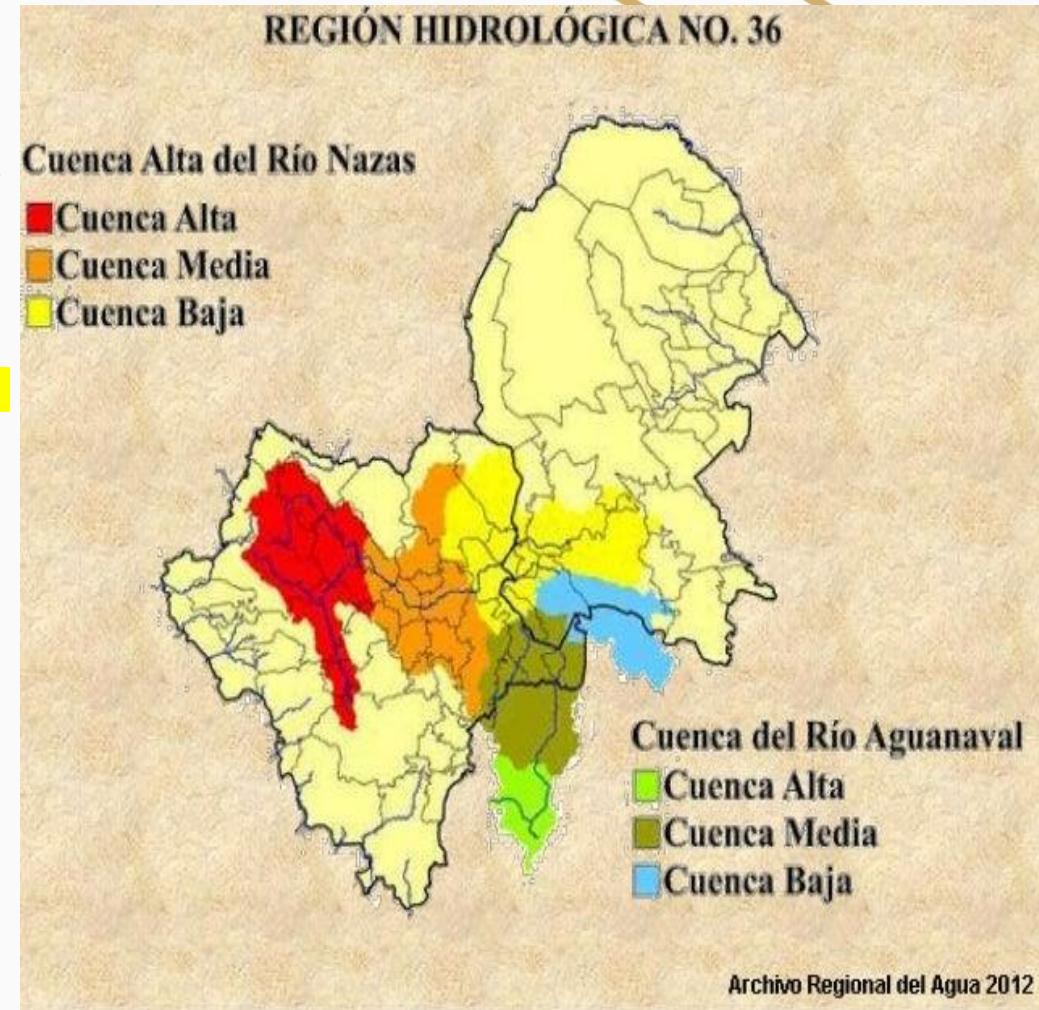 REGIÓN HIDROLÓGICA NO. 36
Cuenca Alta del Río Nazas
Cuenca Alta
Cuenca Media
Cuenca Baja
Cuenca del Río Aguanaval
Cuenca Alta
Cuenca Media
Cuenca Baja
Archivo Regional del Agua 2012